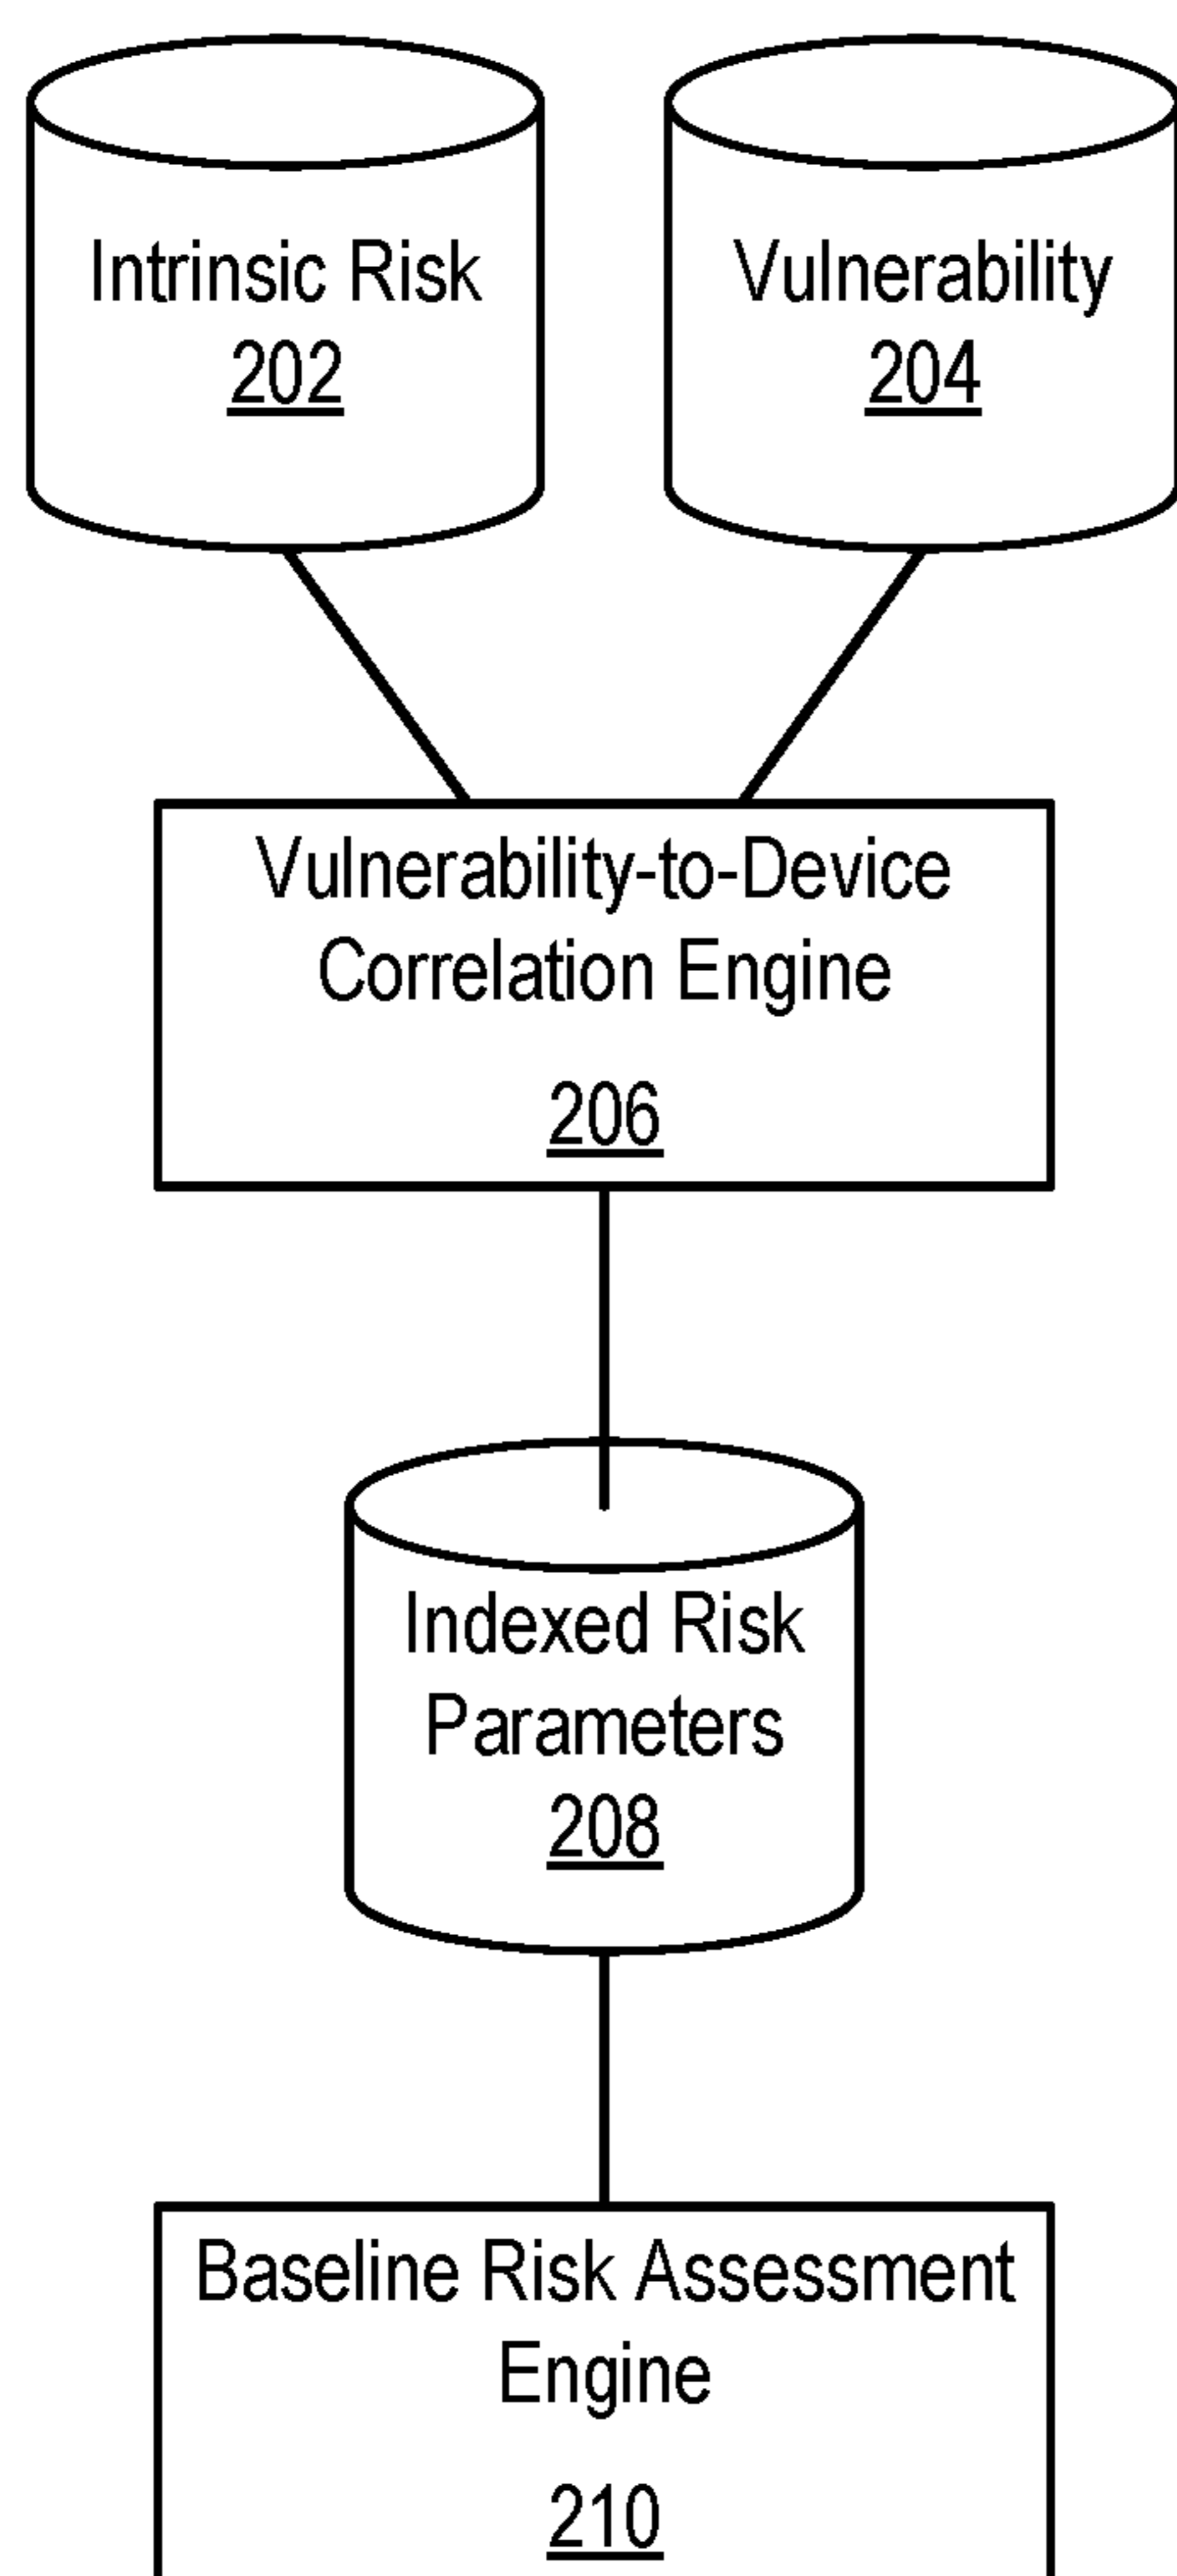 Intrinsic Risk
202
Vulnerability
204
Vulnerability-to-Device
Correlation Engine
206
Indexed Risk
Parameters
208
Baseline Risk Assessment
Engine
210